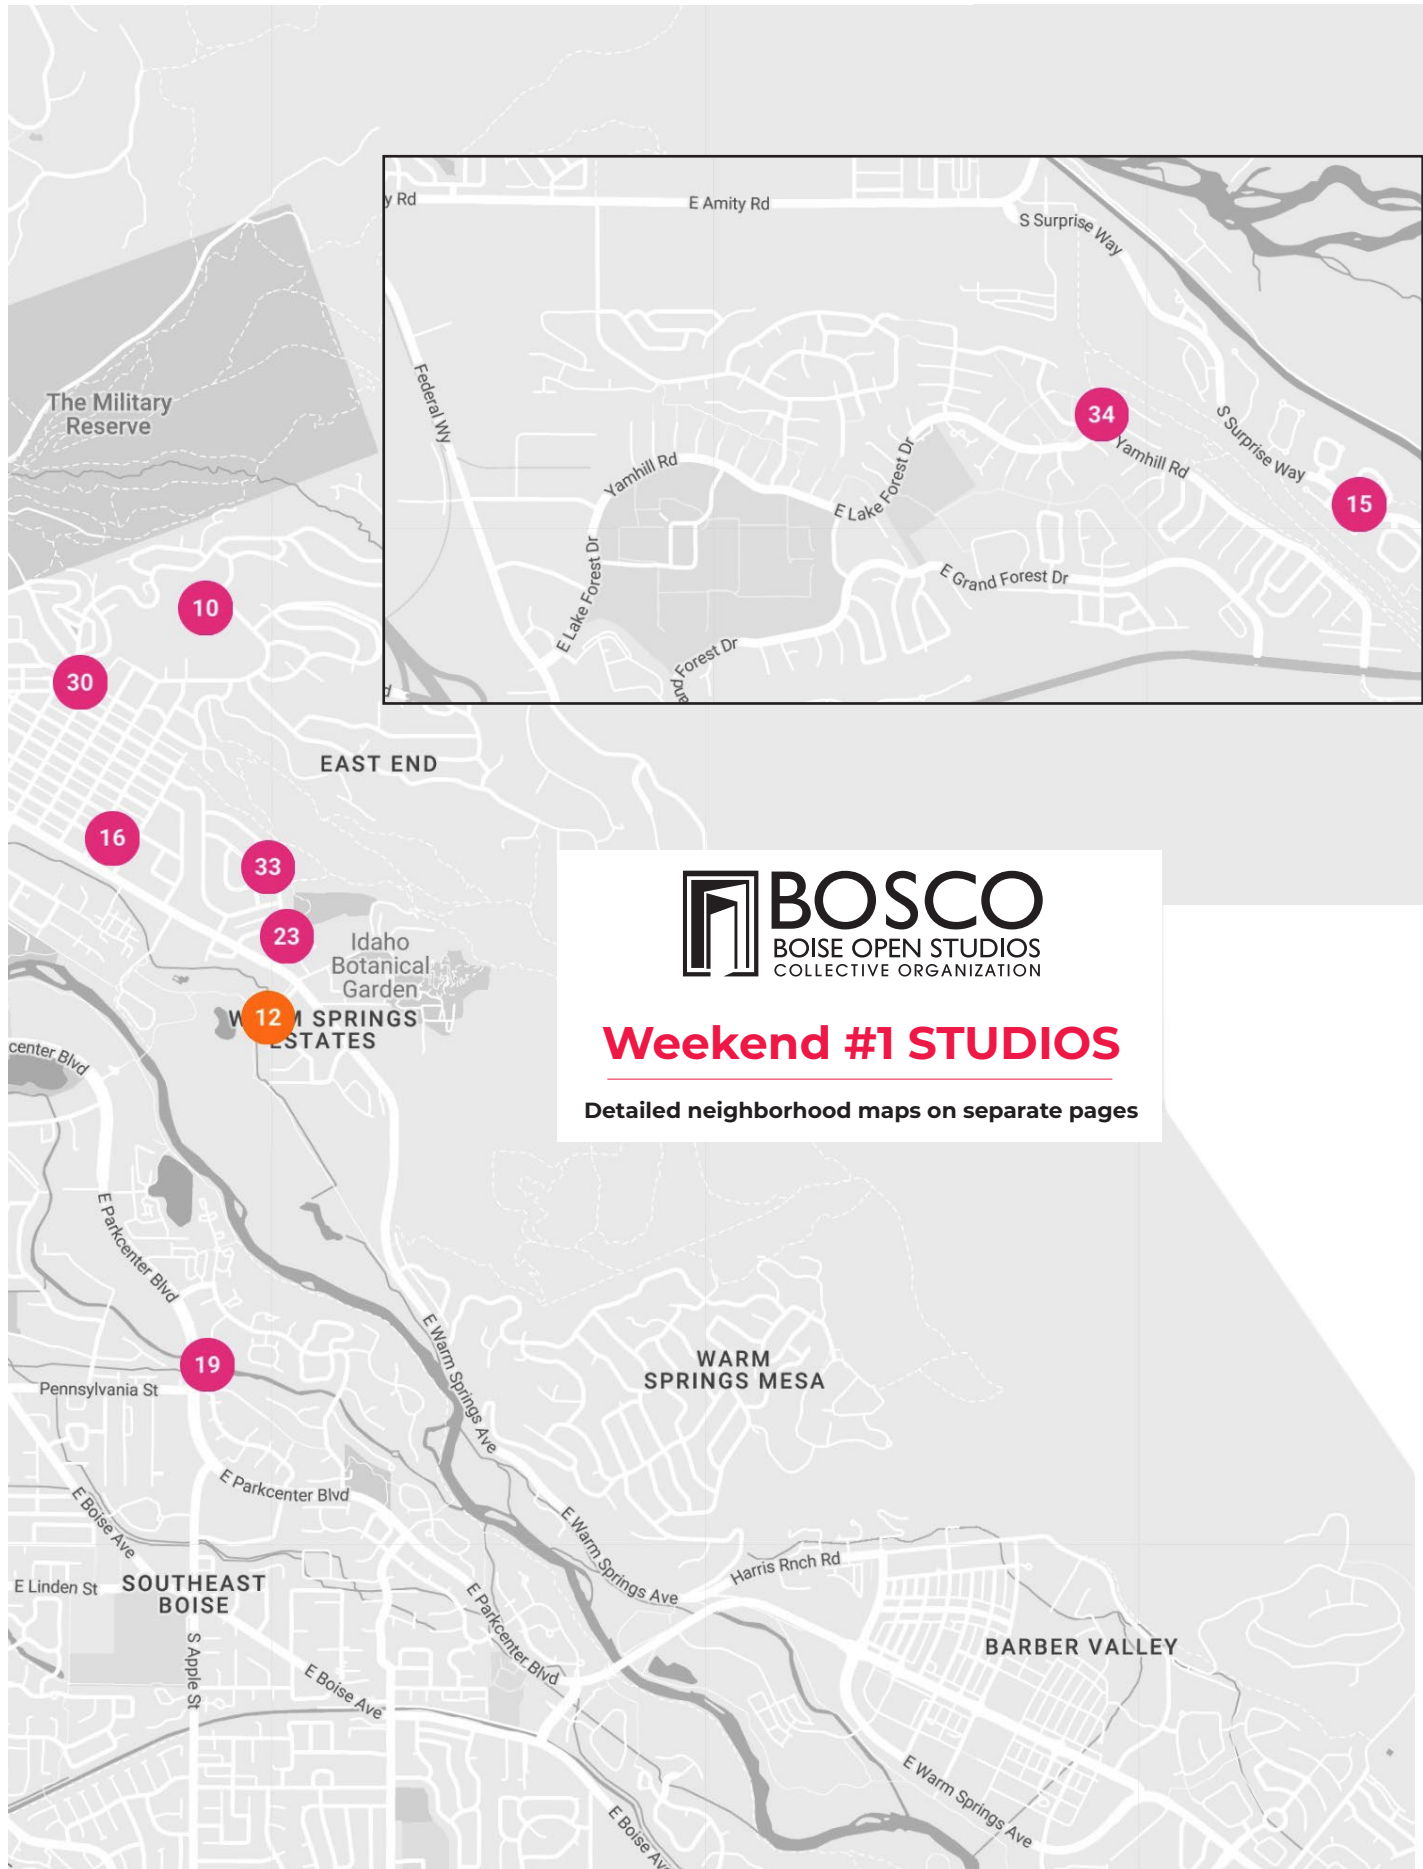 y Rd
E Amity Rd
S Surprise Way
Federal Wy
The Military
Reserve
34
S Surprise Way
Yamhill Rd
Yamhill Rd
E Lake Forest Dr
15
E Lake Forest Dr
E Grand Forest Dr
10
Forest Dr
30
EAST END
16
33
23
Idaho
Botanical
Garden
12
SPRINGS
ESTATES
BOSCO
BOISE OPEN STUDIOS
COLLECTIVE ORGANIZATION
Weekend #1 STUDIOS
Detailed neighborhood maps on separate pages
center Blvd
E Parkcenter Blvd
E Warm Springs Ave
19
WARM
SPRINGS MESA
Pennsylvania St
E Parkcenter Blvd
E Boise Ave
E Warm Springs Ave
Harris Rnch Rd
E Linden St
SOUTHEAST
BOISE
E Parkcenter Blvd
S Apple St
BARBER VALLEY
E Boise Ave
E Warm Springs Ave
E Boise Av